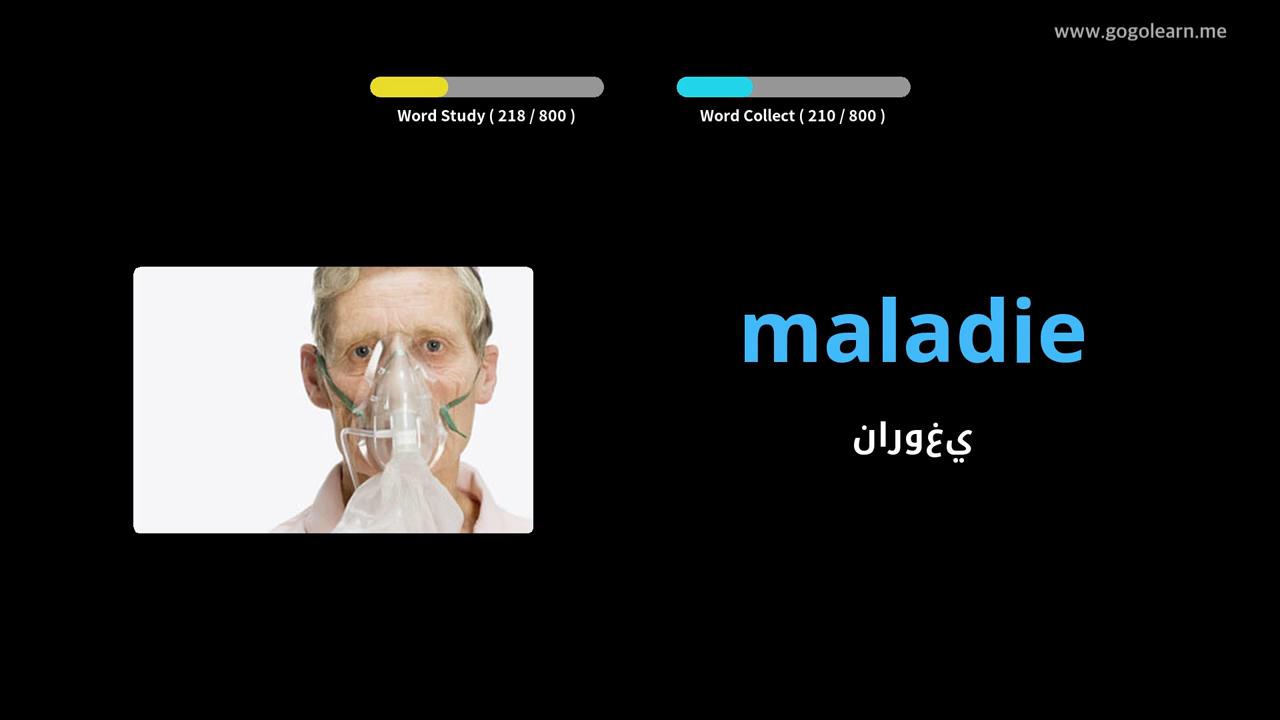 www.gogolearn.me
Word Study ( 218 / 800 )
Word Collect ( 210 / 800 )
maladie
يغوران